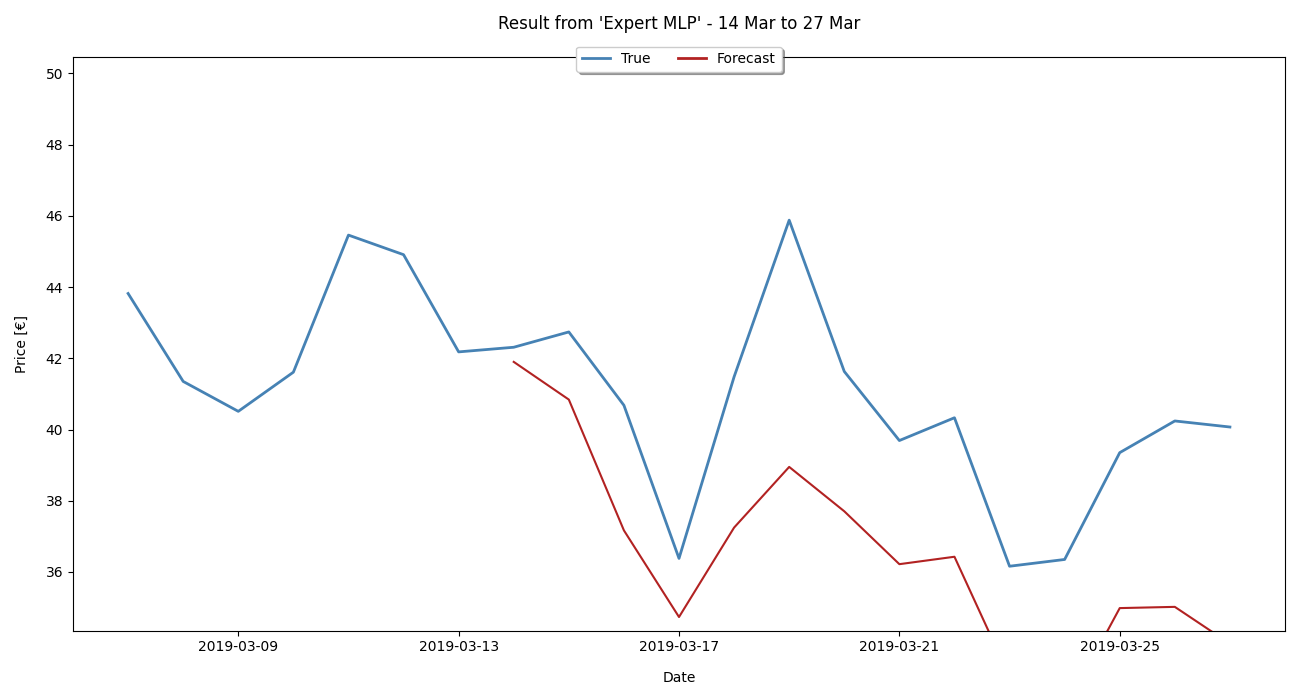 Result from 'Expert MLP' - 14 Mar to 27 Mar
True Forecast
50
48
46
44
42
40
38
36
Price [€]
2019-03-09 2019-03-13 2019-03-17 2019-03-21 2019-03-25
Date